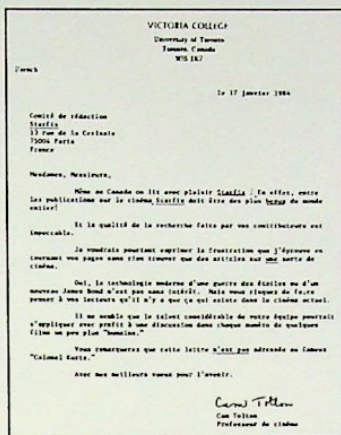 VICTORIA COLLEGE
University of Toronto
Toronto, Canada
M5S 1K7
French
le 17 janvier 1984
Comité de rédaction
Starfix
13 rue de la Cerisaie
75004 Paris
France
Mesdames, Messieurs,
Même au Canada on lit avec plaisir Starfix : En effet, entre
les publications sur le cinéma Starfix doit être des plus beaux du monde
entier!
Et la qualité de la recherche faite par vos contributeurs est
impeccable.
Je voudrais pourtant exprimer la frustration que j'éprouve en
tournant vos pages sans rien trouver que des articles sur une sorte de
cinéma.
Oui, la technologie moderne d'une guerre des étoiles ou d'un
nouveau James Bond n'est pas sans intérêt. Mais vous risquez de faire
penser à vos lecteurs qu'il n'y a que ça qui existe dans le cinéma actuel.
Il me semble que le talent considérable de votre équipe pourrait
s'appliquer avec profit à une discussion dans chaque numéro de quelques
films un peu plus "humains."
Vous remarquerez que cette lettre n'est pas adressée au fameux
"Colonel Kurtz."
Avec mes meilleurs voeux pour l'avenir.
Cam Tolton
Cam Tolton
Professeur de cinéma